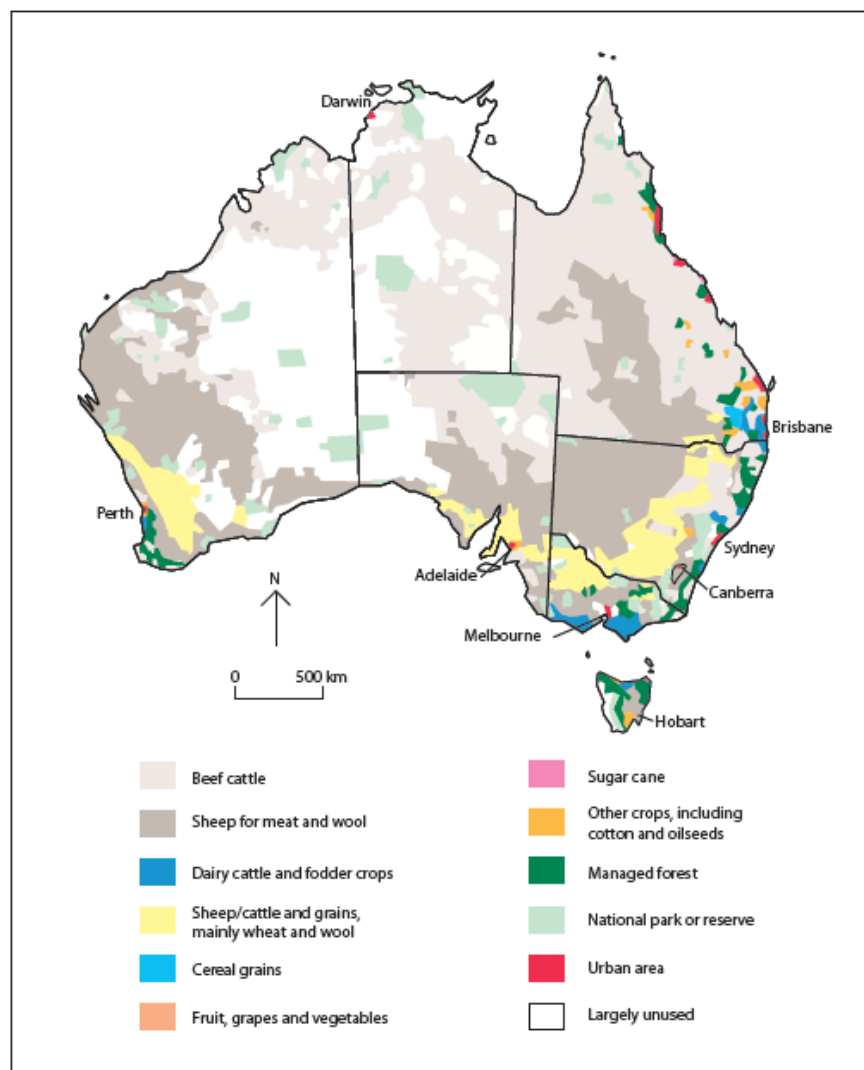 Darwin
Brisbane
Perth
Sydney
Adelaide
Canberra
Melbourne
N
0 500 km
Hobart
Beef cattle
Sheep for meat and wool
Dairy cattle and fodder crops
Sheep/cattle and grains,
mainly wheat and wool
Cereal grains
Fruit, grapes and vegetables
Sugar cane
Other crops, including
cotton and oilseeds
Managed forest
National park or reserve
Urban area
Largely unused